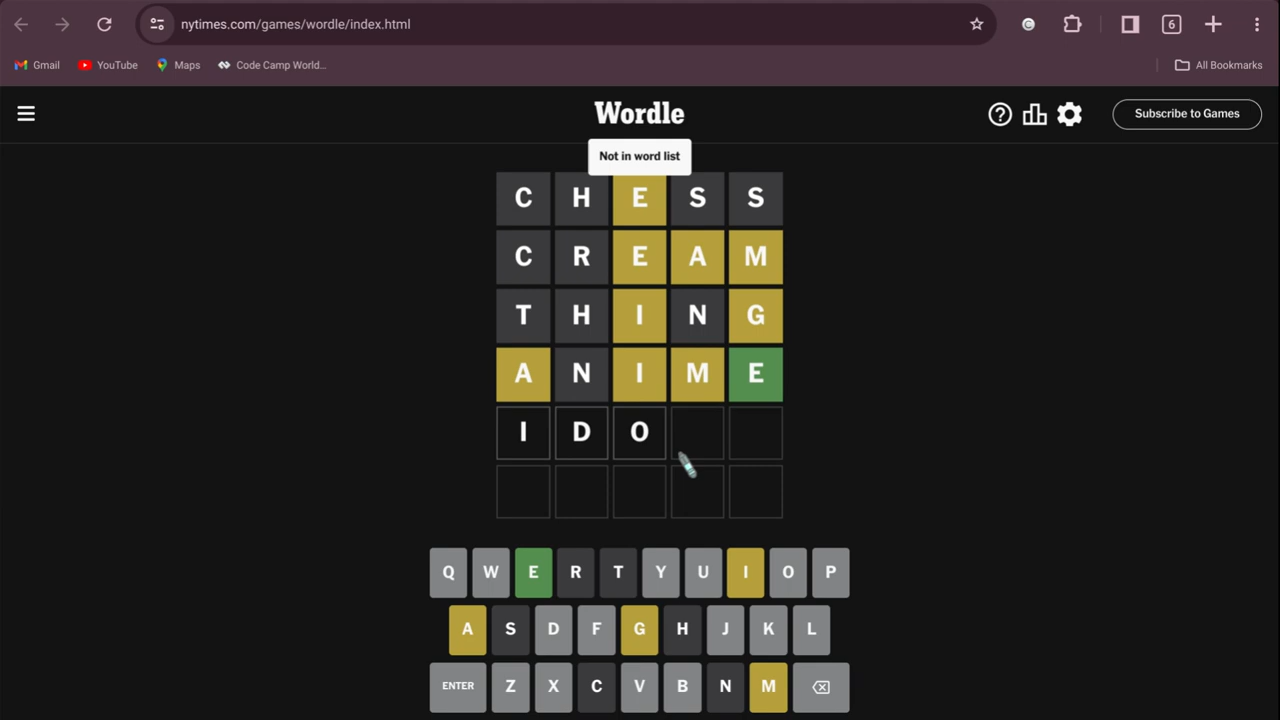 nytimes.com/games/wordle/index.html
6
Gmail YouTube Maps Code Camp World... All Bookmarks
Wordle
Subscribe to Games
Not in word list
C H E S S
C R E A M
T H I N G
A N I M E
I D O
Q W E R T Y U I O P
A S D F G H J K L
ENTER Z X C V B N M